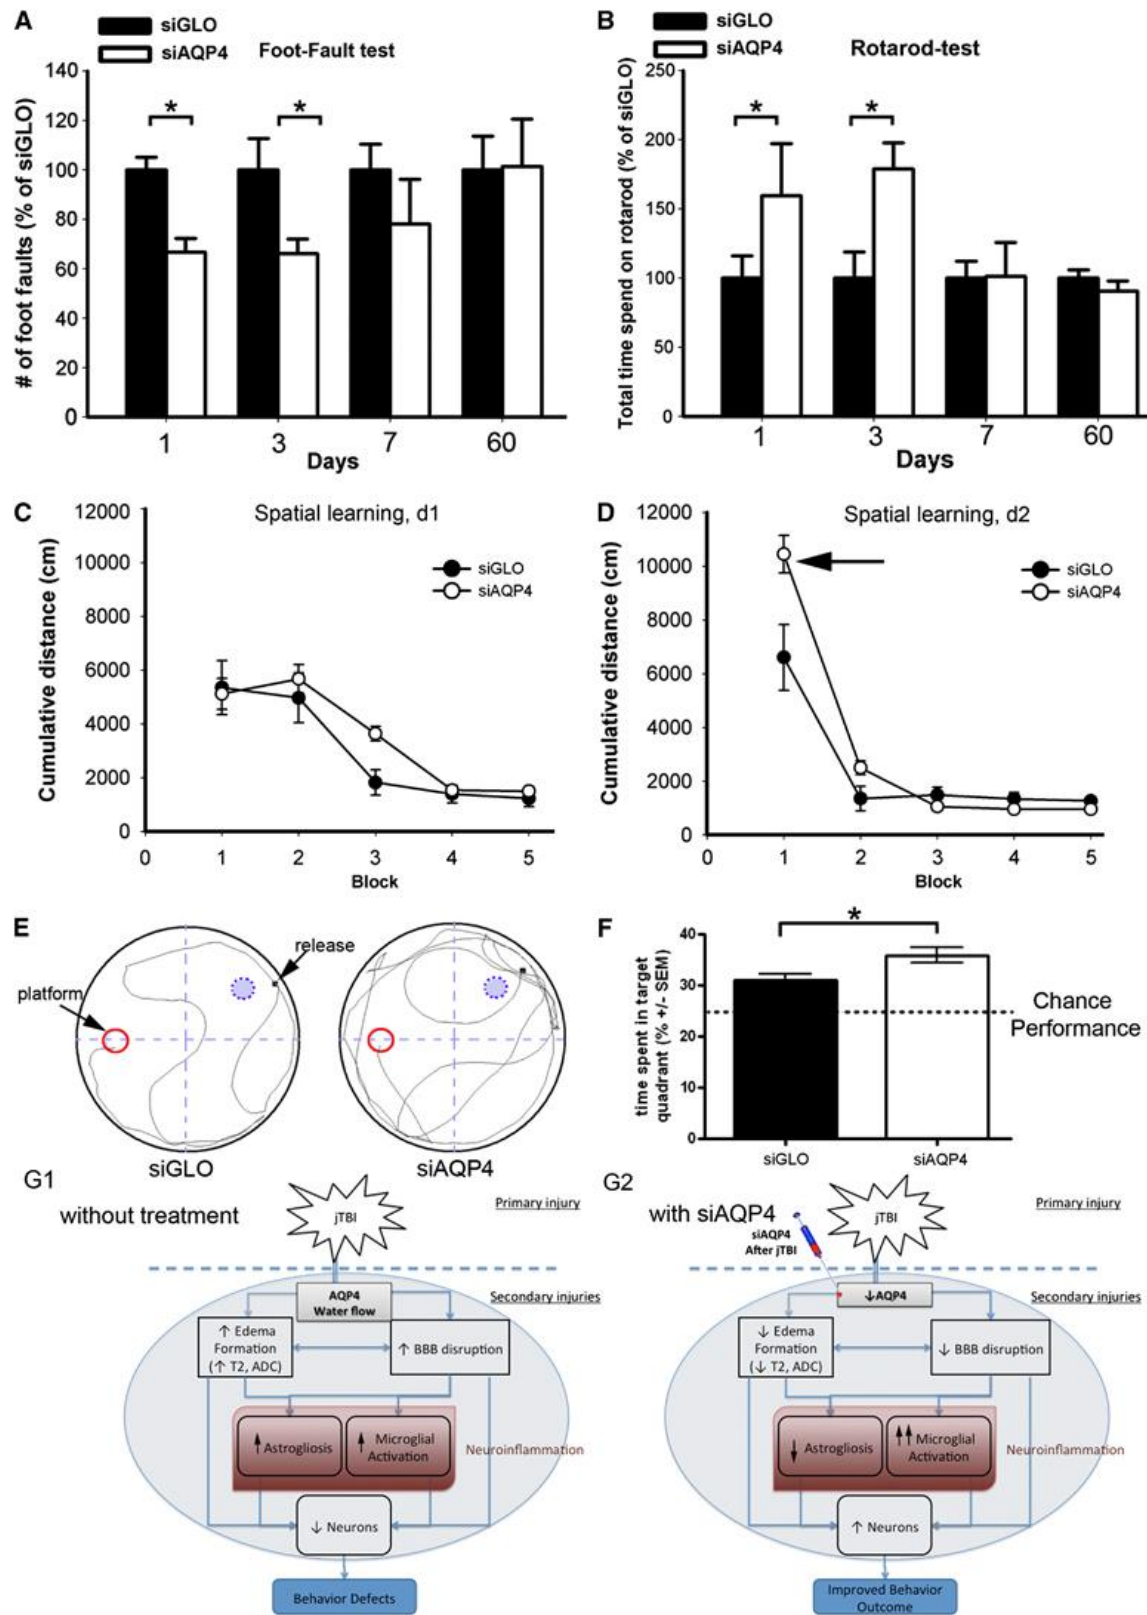 A
siGLO
siAQP4
Foot-Fault test
# of foot faults (% of siGLO)
140
120
100
80
60
40
20
0
1
3
7
60
*
*
Days
B
siGLO
siAQP4
Rotarod-test
Total time spend on rotarod (% of siGLO)
250
200
150
100
50
0
1
3
7
60
*
*
Days
C
Spatial learning, d1
siGLO
siAQP4
Cumulative distance (cm)
12000
10000
8000
6000
4000
2000
0
0
1
2
3
4
5
Block
D
Spatial learning, d2
siGLO
siAQP4
Cumulative distance (cm)
12000
10000
8000
6000
4000
2000
0
0
1
2
3
4
5
Block
E
release
platform
siGLO
siAQP4
F
*
time spent in target
quadrant (% +/- SEM)
40
30
20
10
0
Chance
Performance
siGLO
siAQP4
G1
without treatment
jTBI
Primary injury
AQP4
Water flow
Secondary injuries
↑ Edema
Formation
(↑ T2, ADC)
↑ BBB disruption
↑ Astrogliosis
↑ Microglial
Activation
Neuroinflammation
↓ Neurons
Behavior Defects
G2
with siAQP4
siAQP4
After jTBI
jTBI
Primary injury
↓AQP4
Secondary injuries
↓ Edema
Formation
(↓ T2, ADC)
↓ BBB disruption
↓ Astrogliosis
↑↑ Microglial
Activation
Neuroinflammation
↑ Neurons
Improved Behavior
Outcome